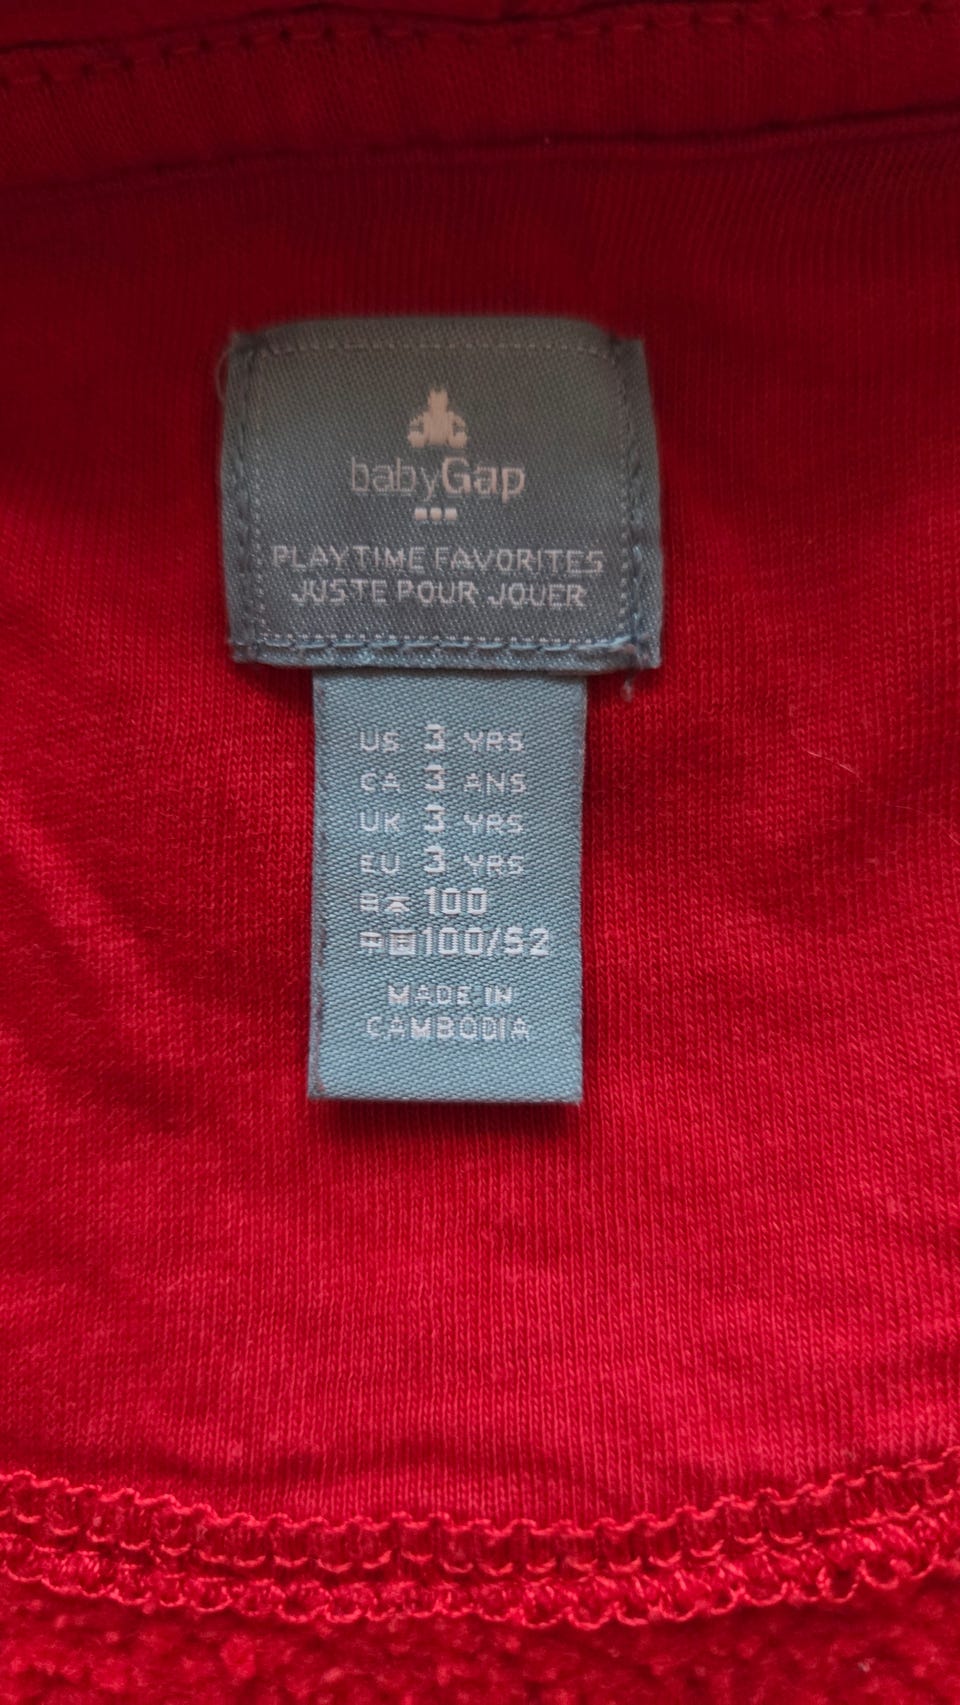 babyGap
PLAYTIME FAVORITES
JUSTE POUR JOUER
US 3 YRS
CA 3 ANS
UK 3 YRS
EU 3 YRS
日本 100
中国 100/52
MADE IN
CAMBODIA